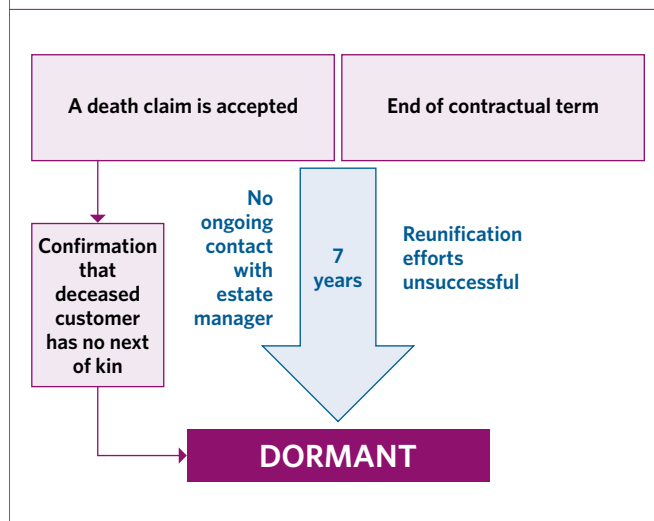 A death claim is accepted
End of contractual term
No
ongoing
contact
with
estate
manager
7
years
Reunification
efforts
unsuccessful
Confirmation
that
deceased
customer
has no next
of kin
DORMANT